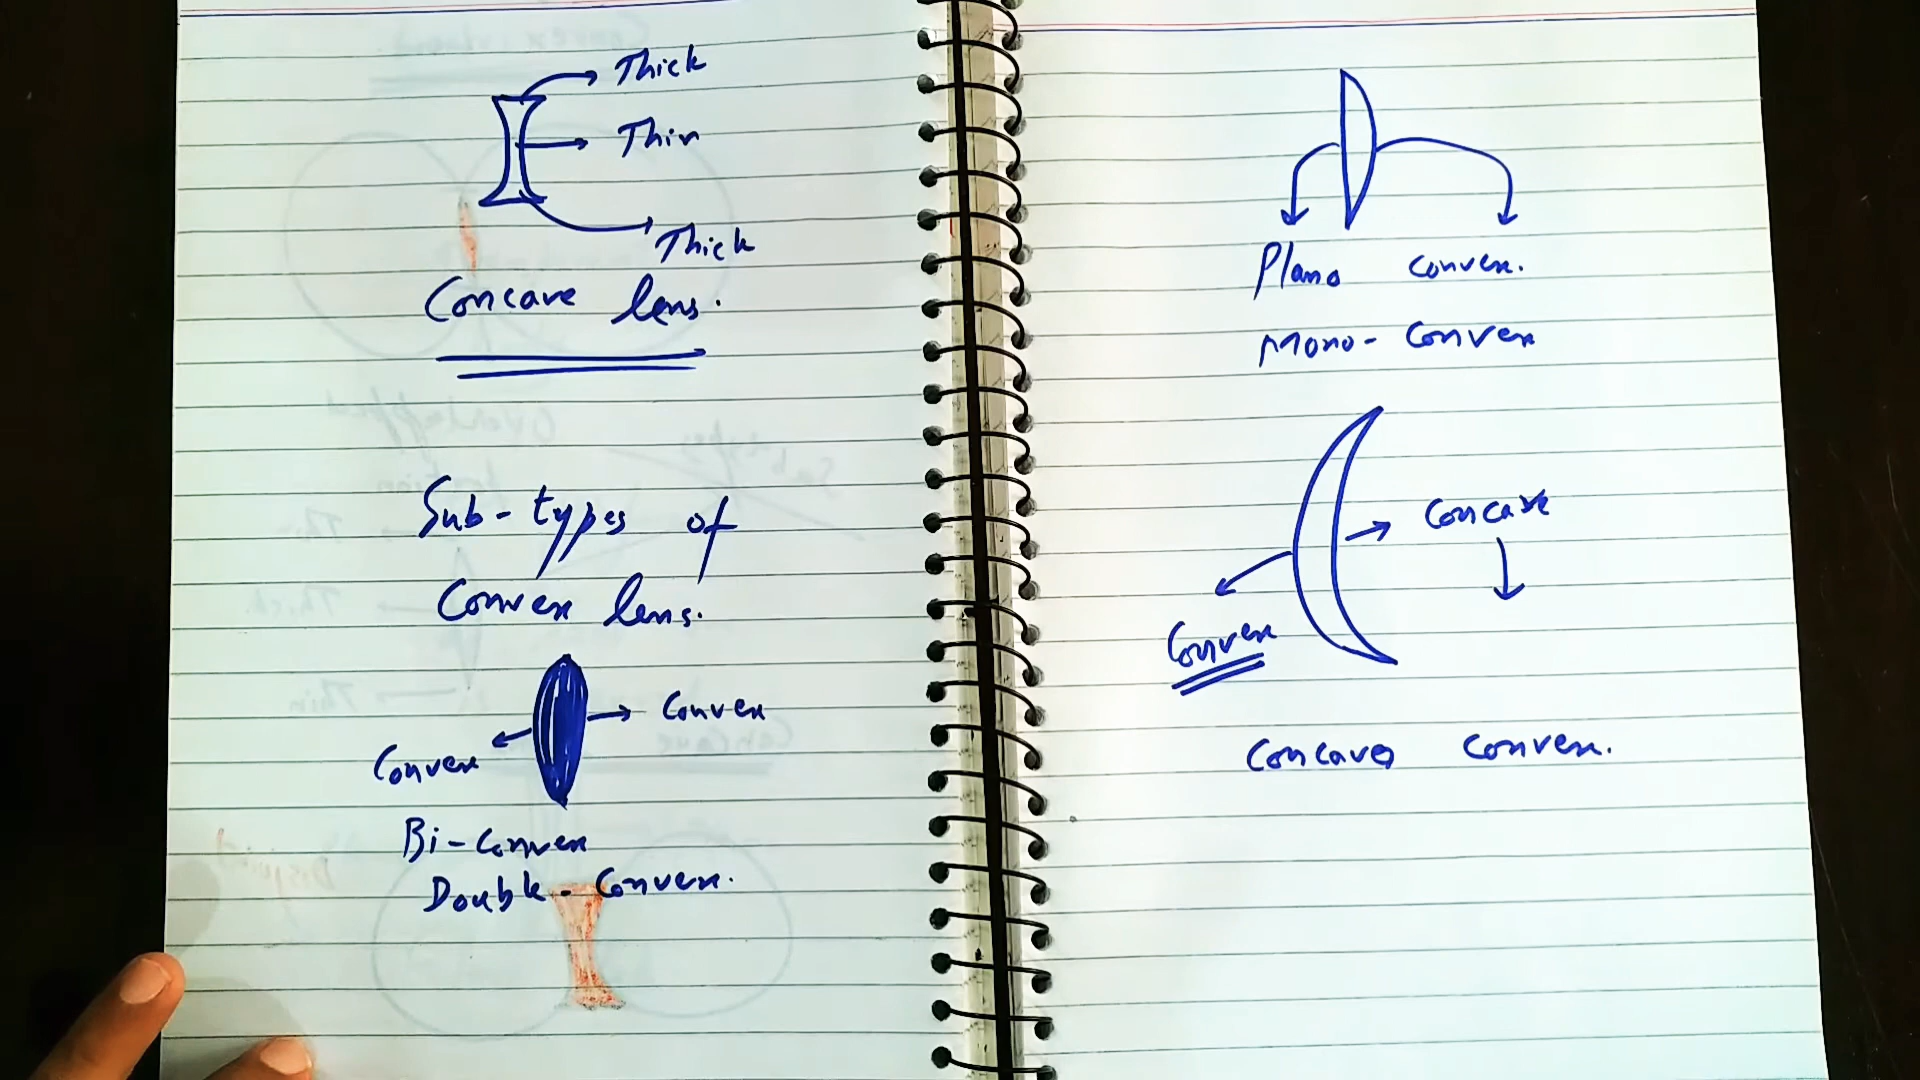 Thick
Thin
Thick
Concave lens.
Sub-types of
Convex lens.
Convex
Convex
Bi-Convex
Double-Convex.
Plano convex.
Mono-Convex
Concave
Convex
Concavo Convex.